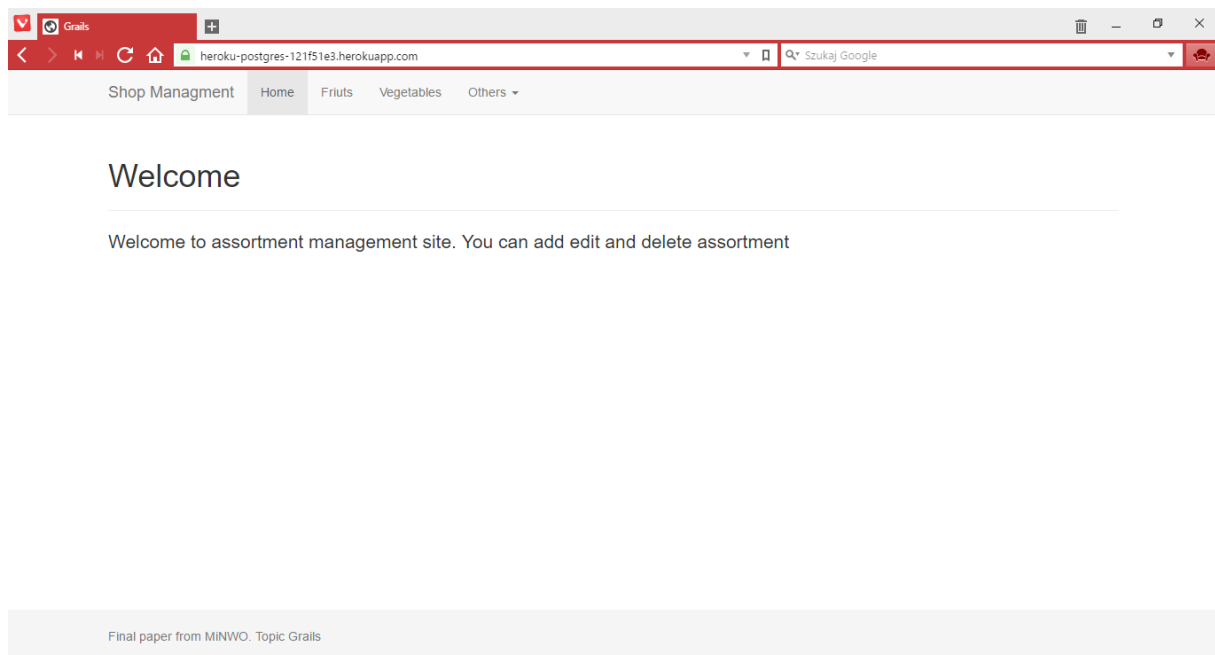 Grails
heroku-postgres-121f51e3.herokuapp.com
Szukaj Google
Shop Managment Home Friuts Vegetables Others
Welcome
Welcome to assortment management site. You can add edit and delete assortment
Final paper from MiNWO. Topic Grails